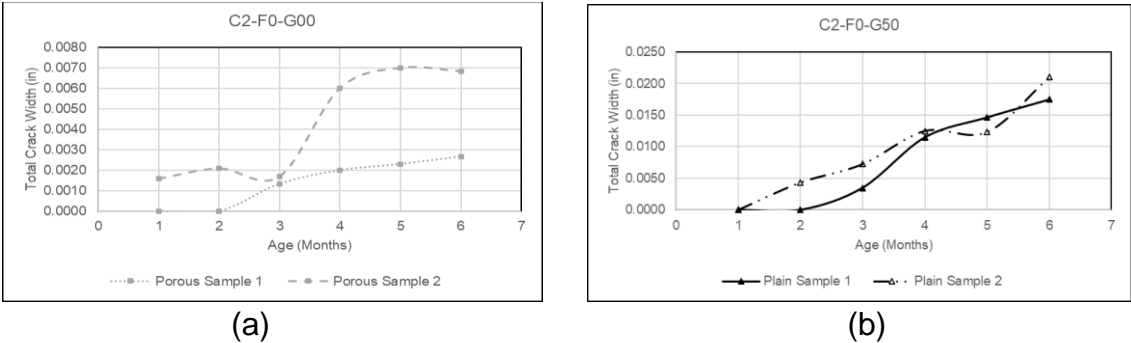 C2-F0-G00
0.0080
0.0070
0.0060
0.0050
0.0040
0.0030
0.0020
0.0010
0.0000
Total Crack Width (in)
0 1 2 3 4 5 6 7
Age (Months)
Porous Sample 1 Porous Sample 2
(a)
C2-F0-G50
0.0250
0.0200
0.0150
0.0100
0.0050
0.0000
Total Crack Width (in)
0 1 2 3 4 5 6 7
Age (Months)
Plain Sample 1 Plain Sample 2
(b)